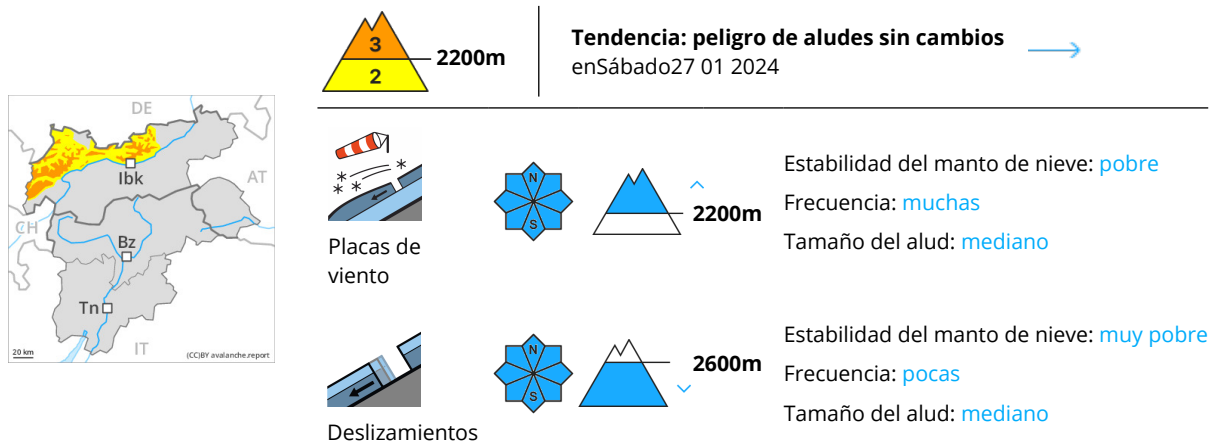 3
2
2200m
Tendencia: peligro de aludes sin cambios
enSábado27 01 2024
DE
Ibk
AT
CH
Bz
Tn
IT
20 km
(CC)BY avalanche.report
Placas de
viento
N
S
2200m
Estabilidad del manto de nieve: pobre
Frecuencia: muchas
Tamaño del alud: mediano
Deslizamientos
N
S
2600m
Estabilidad del manto de nieve: muy pobre
Frecuencia: pocas
Tamaño del alud: mediano